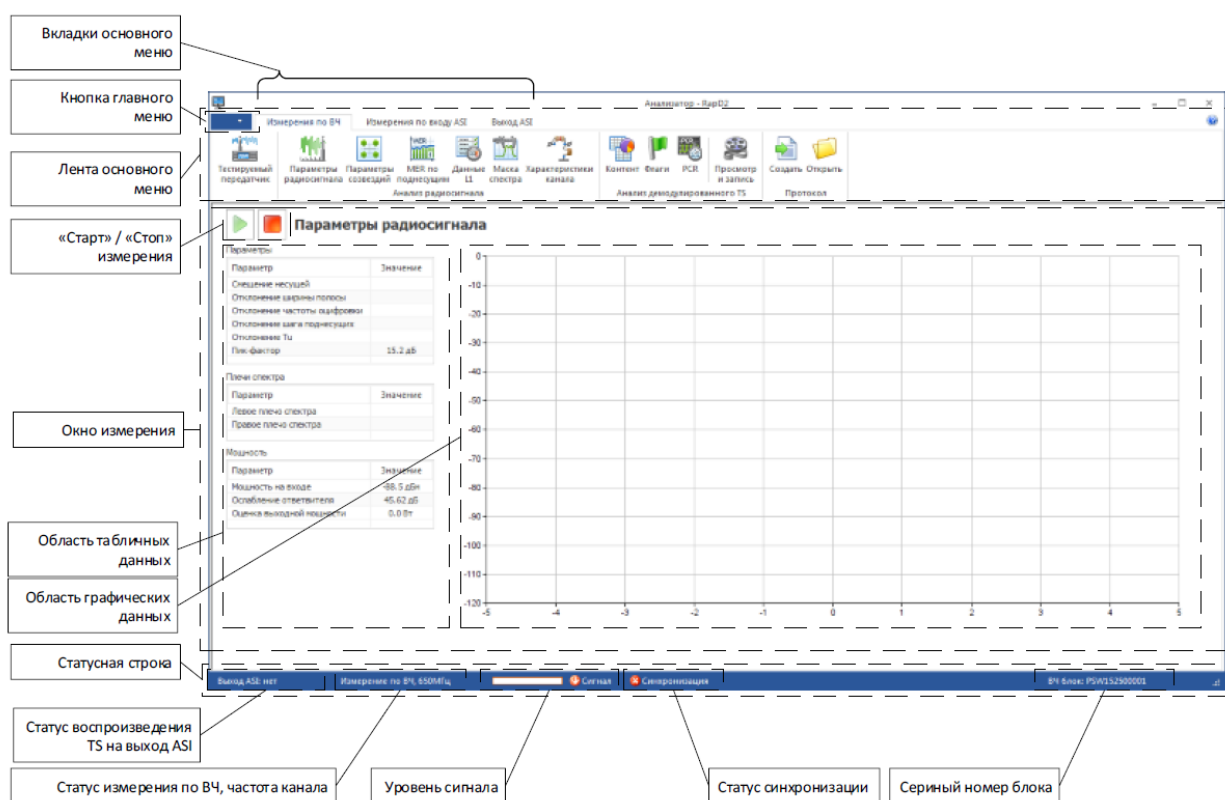 Вкладки основного
меню
Кнопка главного
меню
Лента основного
меню
«Старт» / «Стоп»
измерения
Окно измерения
Область табличных
данных
Область графических
данных
Статусная строка
Статус воспроизведения
TS на выход ASI
Статус измерения по ВЧ, частота канала
Уровень сигнала
Статус синхронизации
Сериный номер блока
Анализатор - RapD2
Измерения по ВЧ
Измерения по входу ASI
Выход ASI
Тестируемый
передатчик
Параметры
радиосигнала
Параметры
созвездий
MER по
поднесущим
Данные
L1
Маска
спектра
Характеристики
канала
Анализ радиосигнала
Контент
Флаги
PCR
Просмотр
и запись
Анализ демодулированного TS
Создать
Открыть
Протокол
Параметры радиосигнала
Параметры
Параметр Значение
Смещение несущей
Отклонение ширины полосы
Отклонение частоты оцифровки
Отклонение шага поднесущих
Отклонение Tu
Пик-фактор 15.2 дБ
Плечи спектра
Параметр Значение
Левое плечо спектра
Правое плечо спектра
Мощность
Параметр Значение
Мощность на входе -88.5 дБм
Ослабление ответвителя 45.62 дБ
Оценка выходной мощности 0.0 Вт
0
-10
-20
-30
-40
-50
-60
-70
-80
-90
-100
-110
-120
-5 -4 -3 -2 -1 0 1 2 3 4 5
Выход ASI: нет
Измерение по ВЧ, 650МГц
Сигнал
Синхронизация
ВЧ блок: PSW152500001